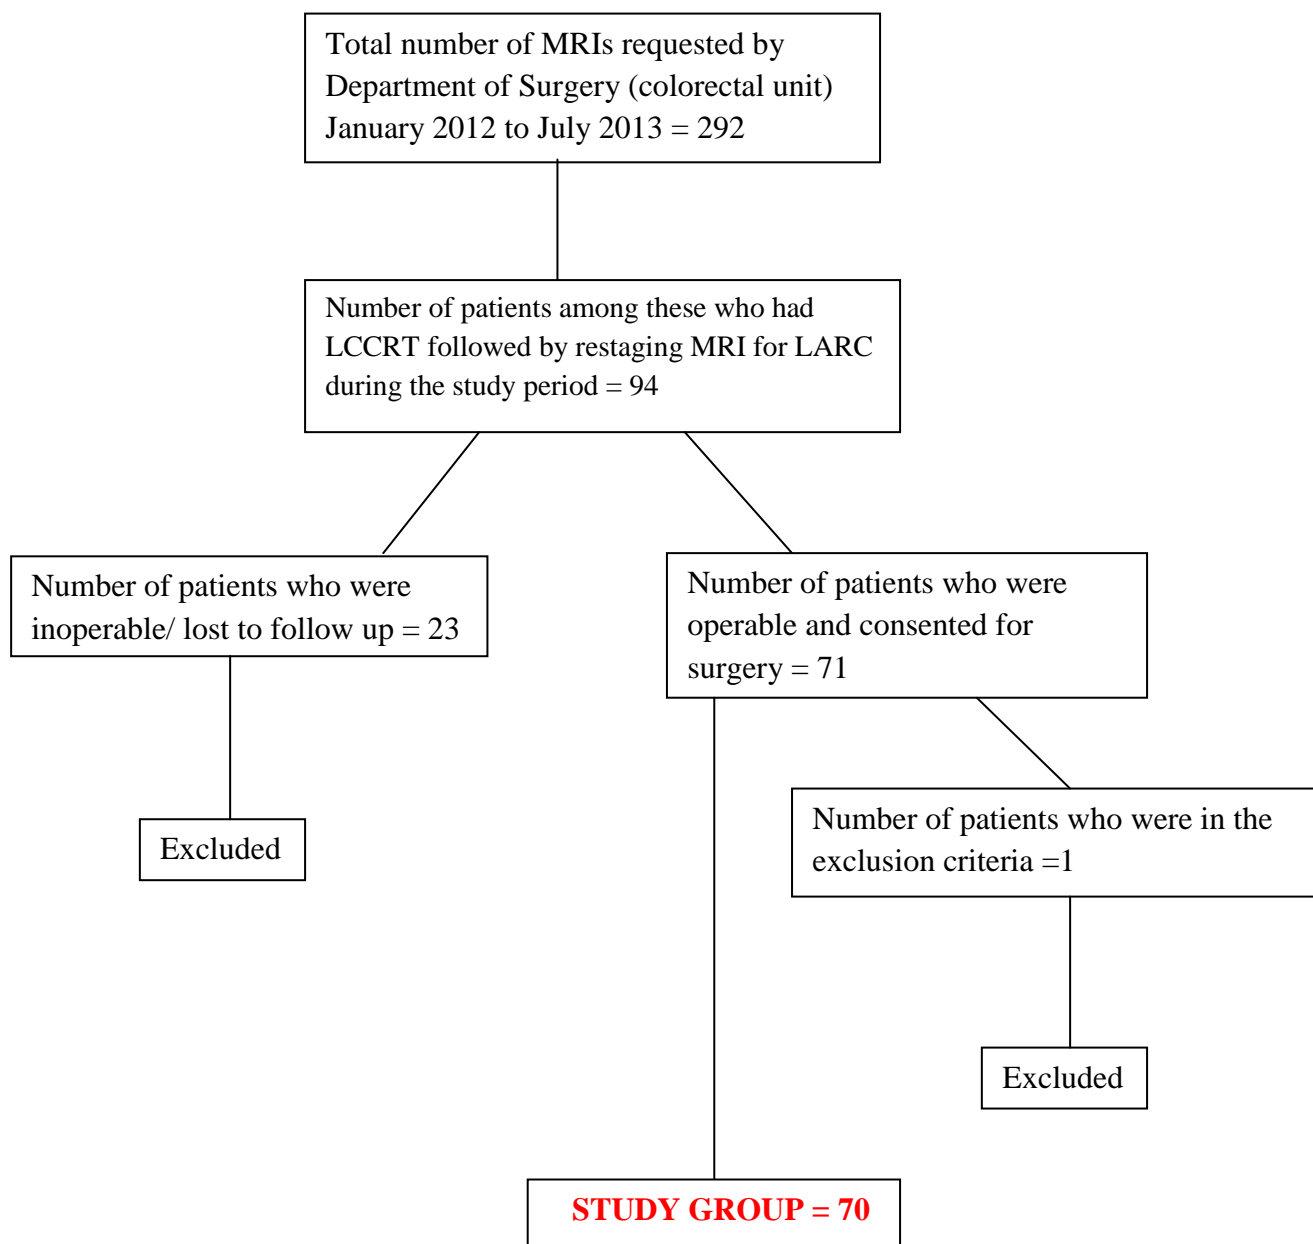 Total number of MRIs requested by
Department of Surgery (colorectal unit)
January 2012 to July 2013 = 292
Number of patients among these who had
LCCRT followed by restaging MRI for LARC
during the study period = 94
Number of patients who were
inoperable/ lost to follow up = 23
Number of patients who were
operable and consented for
surgery = 71
Excluded
Number of patients who were in the
exclusion criteria =1
Excluded
STUDY GROUP = 70